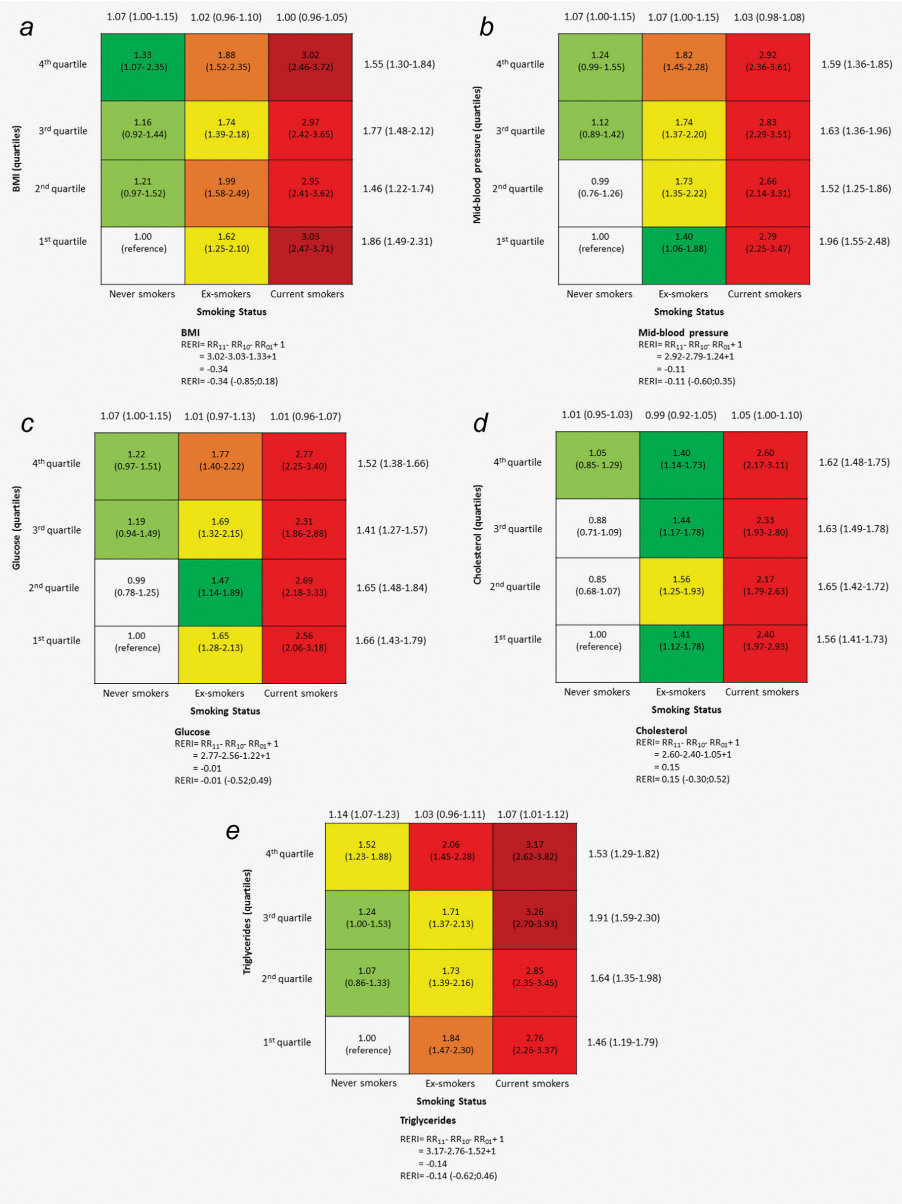 a
1.07 (1.00-1.15) 1.02 (0.96-1.10) 1.00 (0.96-1.05)
BMI (quartiles)
4th quartile 1.33 1.88 3.02 1.55 (1.30-1.84)
(1.07- 2.35) (1.52-2.35) (2.46-3.72)
3rd quartile 1.16 1.74 2.97 1.77 (1.48-2.12)
(0.92-1.44) (1.39-2.18) (2.42-3.65)
2nd quartile 1.21 1.99 2.95 1.46 (1.22-1.74)
(0.97-1.52) (1.58-2.49) (2.41-3.62)
1st quartile 1.00 1.62 3.03 1.86 (1.49-2.31)
(reference) (1.25-2.10) (2.47-3.71)
Never smokers Ex-smokers Current smokers
Smoking Status
BMI
RERI= RR11- RR10- RR01+ 1
= 3.02-3.03-1.33+1
= -0.34
RERI= -0.34 (-0.85;0.18)
b
1.07 (1.00-1.15) 1.07 (1.00-1.15) 1.03 (0.98-1.08)
Mid-blood pressure (quartiles)
4th quartile 1.24 1.82 2.92 1.59 (1.36-1.85)
(0.99- 1.55) (1.45-2.28) (2.36-3.61)
3rd quartile 1.12 1.74 2.83 1.63 (1.36-1.96)
(0.89-1.42) (1.37-2.20) (2.29-3.51)
2nd quartile 0.99 1.73 2.66 1.52 (1.25-1.86)
(0.76-1.26) (1.35-2.22) (2.14-3.31)
1st quartile 1.00 1.40 2.79 1.96 (1.55-2.48)
(reference) (1.06-1.88) (2.25-3.47)
Never smokers Ex-smokers Current smokers
Smoking Status
Mid-blood pressure
RERI= RR11- RR10- RR01+ 1
= 2.92-2.79-1.24+1
= -0.11
RERI= -0.11 (-0.60;0.35)
c
1.07 (1.00-1.15) 1.01 (0.97-1.13) 1.01 (0.96-1.07)
Glucose (quartiles)
4th quartile 1.22 1.77 2.77 1.52 (1.38-1.66)
(0.97- 1.51) (1.40-2.22) (2.25-3.40)
3rd quartile 1.19 1.69 2.31 1.41 (1.27-1.57)
(0.94-1.49) (1.32-2.15) (1.86-2.88)
2nd quartile 0.99 1.47 2.69 1.65 (1.48-1.84)
(0.78-1.25) (1.14-1.89) (2.18-3.33)
1st quartile 1.00 1.65 2.56 1.66 (1.43-1.79)
(reference) (1.28-2.13) (2.06-3.18)
Never smokers Ex-smokers Current smokers
Smoking Status
Glucose
RERI= RR11- RR10- RR01+ 1
= 2.77-2.56-1.22+1
= -0.01
RERI= -0.01 (-0.52;0.49)
d
1.01 (0.95-1.03) 0.99 (0.92-1.05) 1.05 (1.00-1.10)
Cholesterol (quartiles)
4th quartile 1.05 1.40 2.60 1.62 (1.48-1.75)
(0.85- 1.29) (1.14-1.73) (2.17-3.11)
3rd quartile 0.88 1.44 2.33 1.63 (1.49-1.78)
(0.71-1.09) (1.17-1.78) (1.93-2.80)
2nd quartile 0.85 1.56 2.17 1.65 (1.42-1.72)
(0.68-1.07) (1.25-1.93) (1.79-2.63)
1st quartile 1.00 1.41 2.40 1.56 (1.41-1.73)
(reference) (1.12-1.78) (1.97-2.93)
Never smokers Ex-smokers Current smokers
Smoking Status
Cholesterol
RERI= RR11- RR10- RR01+ 1
= 2.60-2.40-1.05+1
= 0.15
RERI= 0.15 (-0.30;0.52)
e
1.14 (1.07-1.23) 1.03 (0.96-1.11) 1.07 (1.01-1.12)
Triglycerides (quartiles)
4th quartile 1.52 2.06 3.17 1.53 (1.29-1.82)
(1.23- 1.88) (1.45-2.28) (2.62-3.82)
3rd quartile 1.24 1.71 3.26 1.91 (1.59-2.30)
(1.00-1.53) (1.37-2.13) (2.70-3.93)
2nd quartile 1.07 1.73 2.85 1.64 (1.35-1.98)
(0.86-1.33) (1.39-2.16) (2.35-3.45)
1st quartile 1.00 1.84 2.76 1.46 (1.19-1.79)
(reference) (1.47-2.30) (2.26-3.37)
Never smokers Ex-smokers Current smokers
Smoking Status
Triglycerides
RERI= RR11- RR10- RR01+ 1
= 3.17-2.76-1.52+1
= -0.14
RERI= -0.14 (-0.62;0.46)